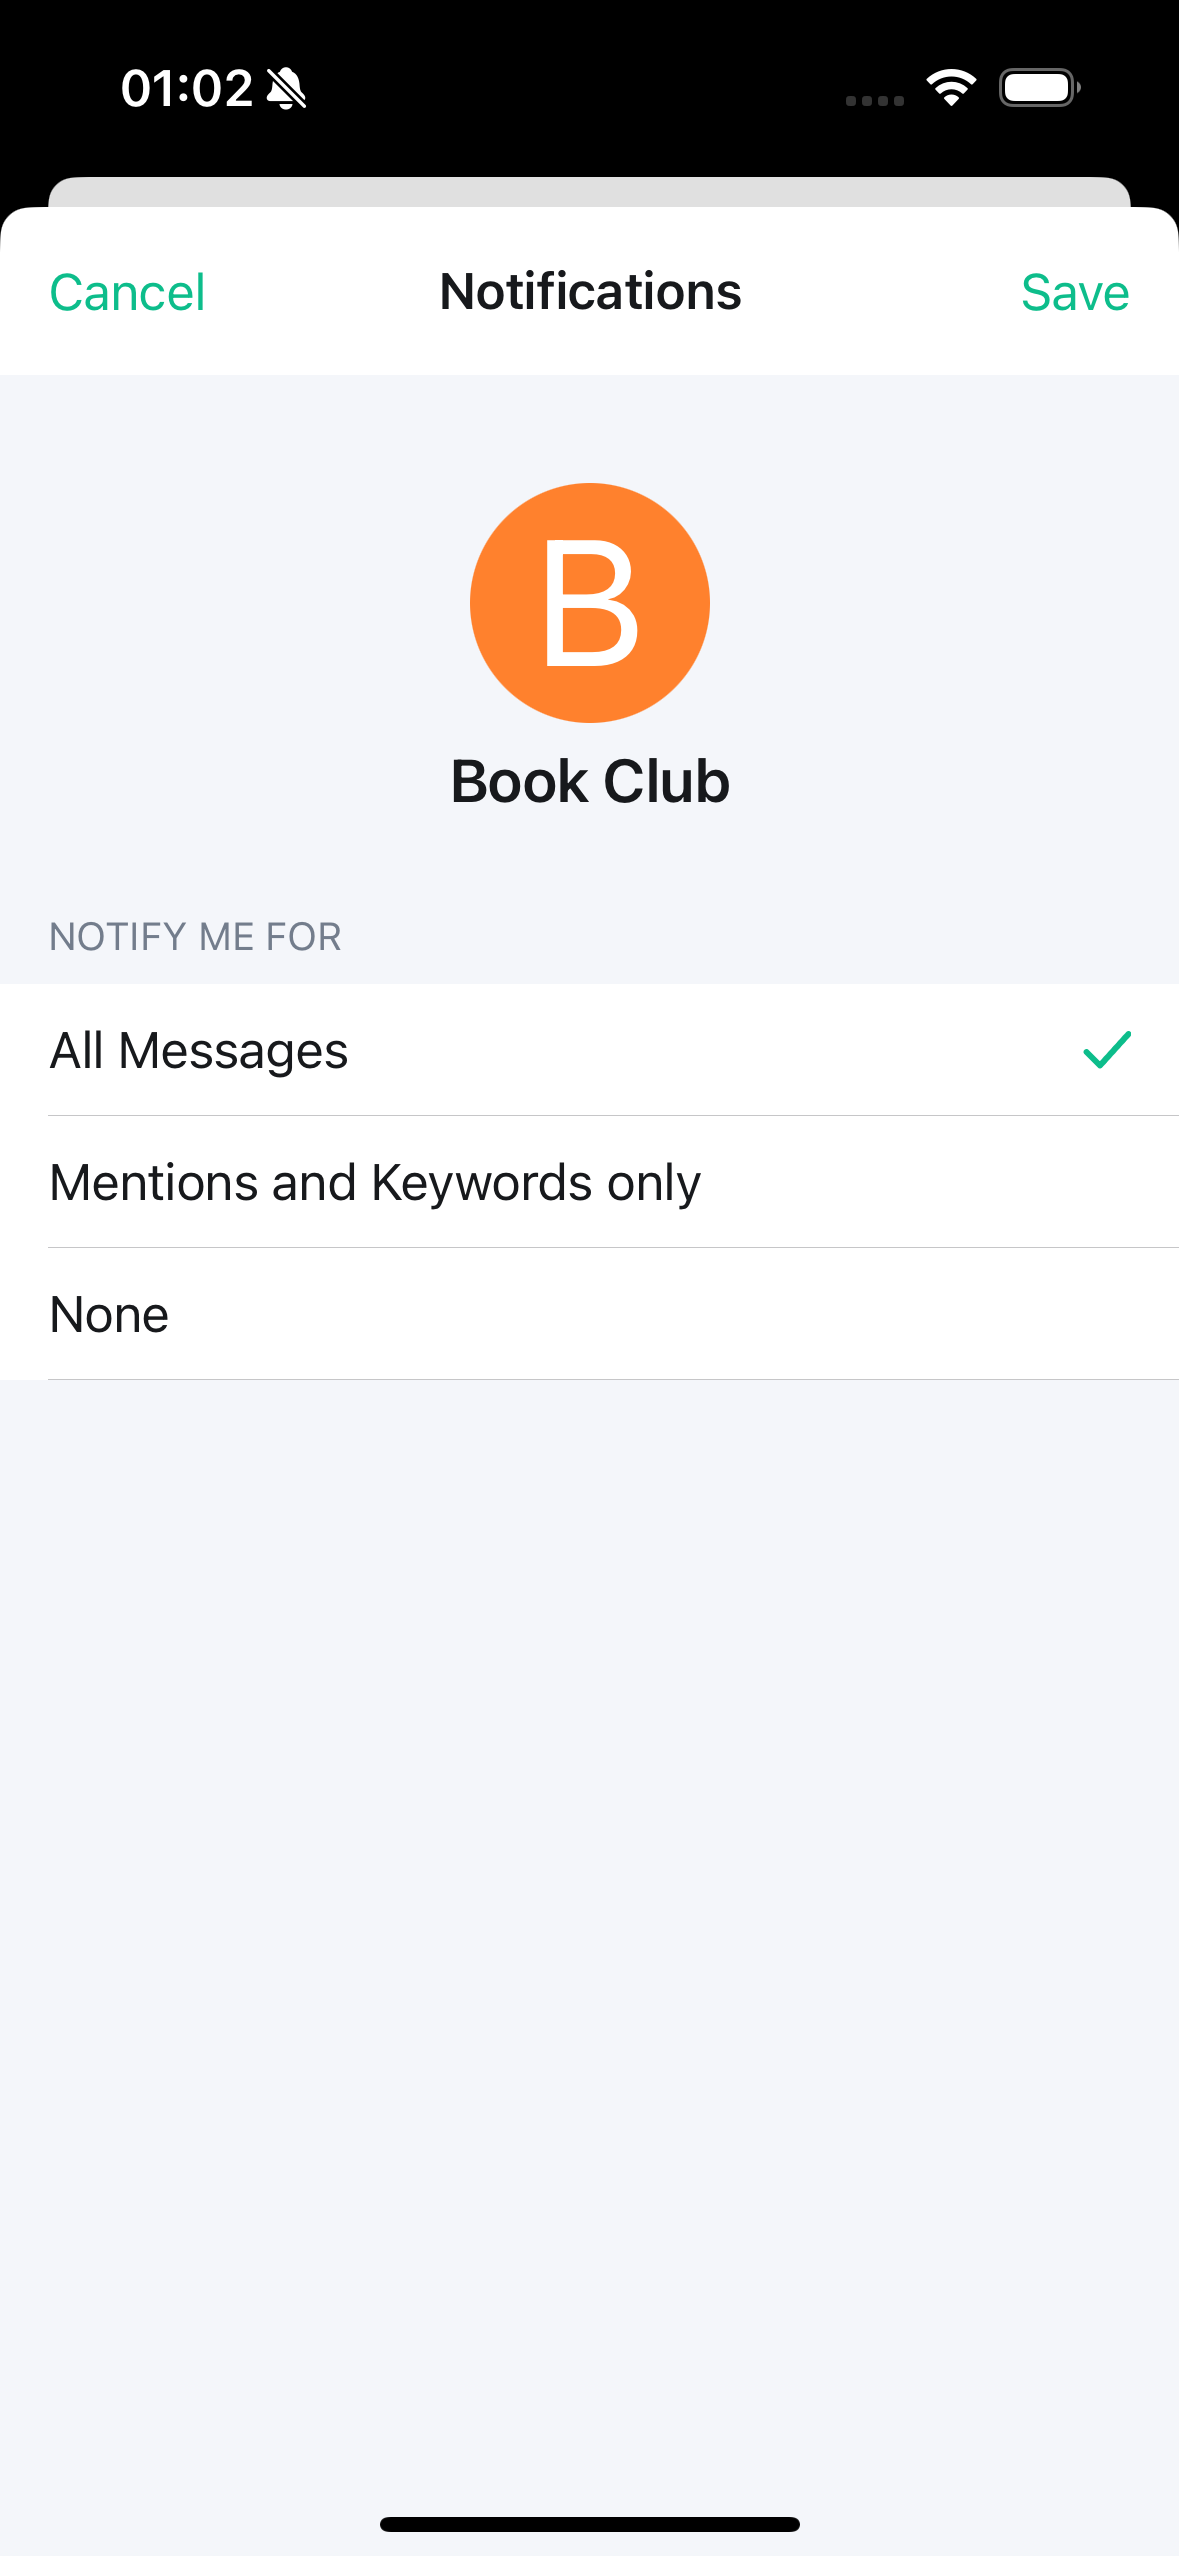 01:02
Cancel Notifications Save
B
Book Club
NOTIFY ME FOR
All Messages
Mentions and Keywords only
None